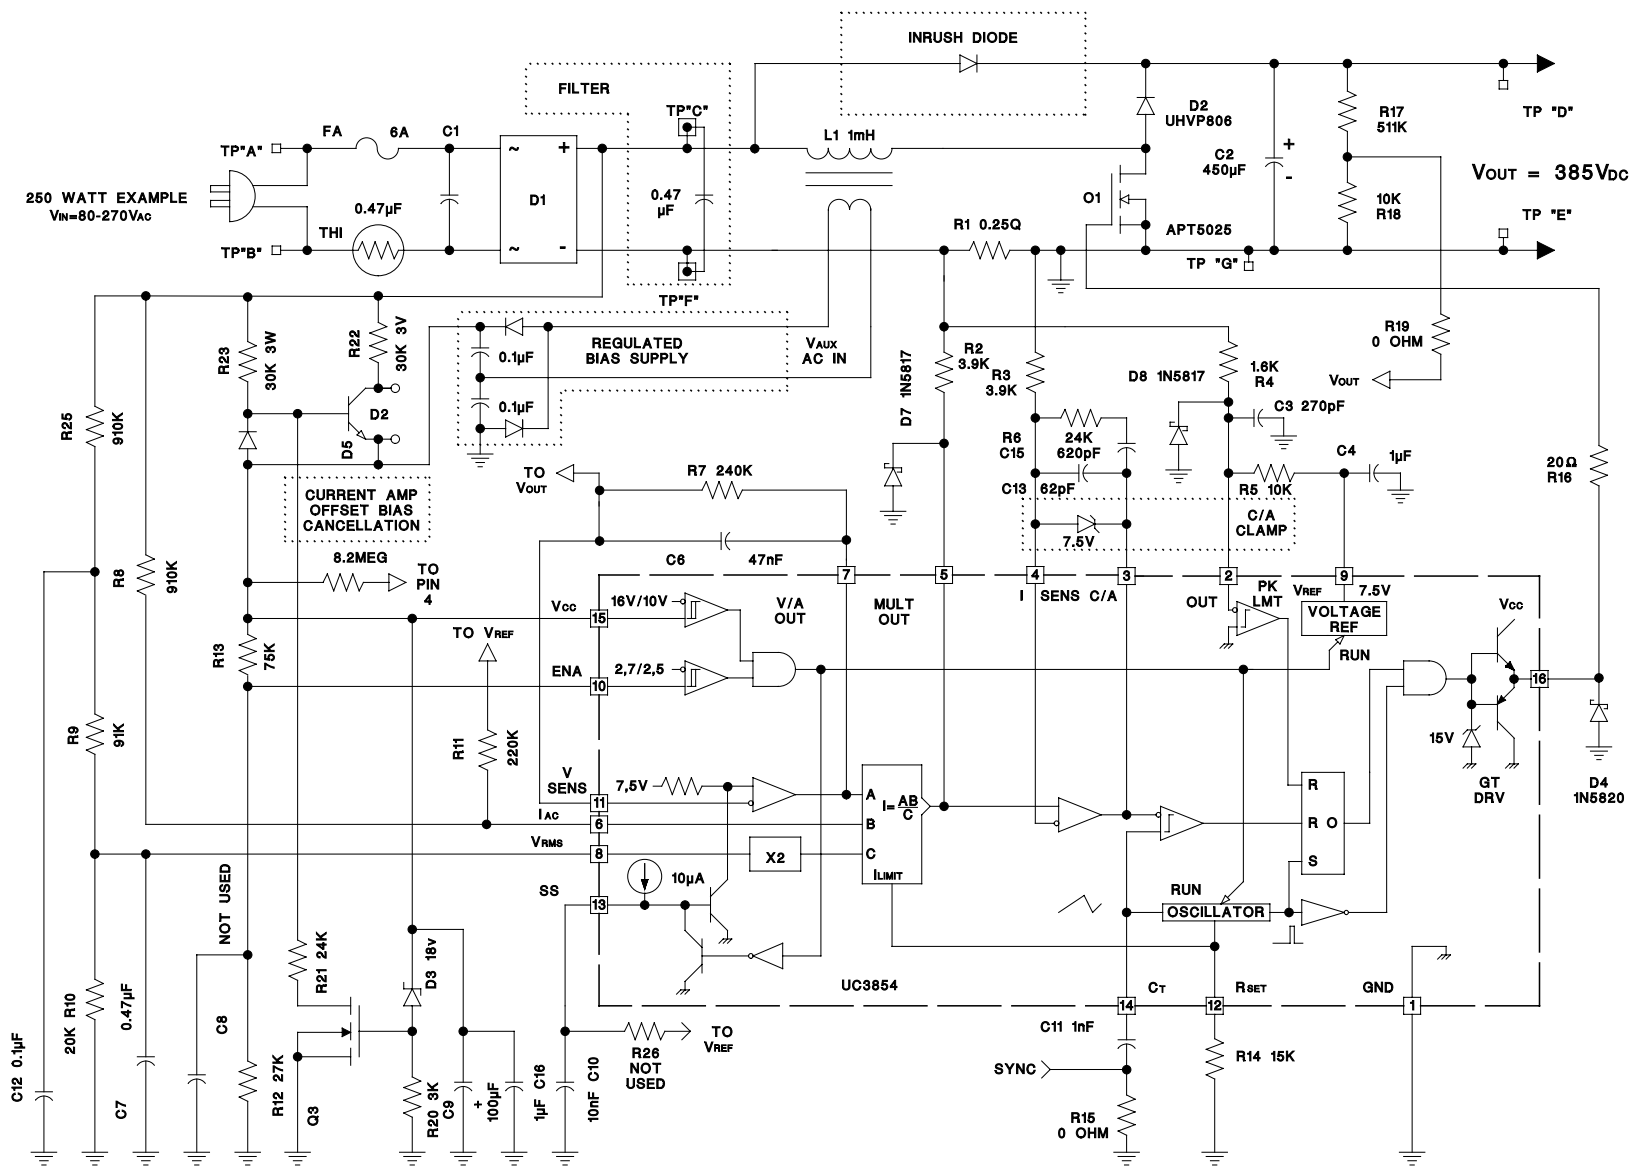 INRUSH DIODE
FILTER
TP"C"
D2
UHVP806
R17
511K
TP "D"
FA
6A
C1
L1 1mH
TP"A"
~
+
C2
450µF
+
-
VOUT = 385VDC
250 WATT EXAMPLE
VIN=80-270VAC
0.47µF
D1
0.47
µF
O1
10K
R18
THI
R1 0.25Q
APT5025
TP "E"
TP"B"
~
-
TP "G"
TP"F"
R23
30K 3W
R22
30K 3V
REGULATED
BIAS SUPPLY
0.1µF
0.1µF
VAUX
AC IN
D7 1N5817
R2
3.9K
R3
3.9K
D8 1N5817
1.6K
R4
R19
0 OHM
VOUT
R25
910K
D2
D5
C3 270pF
R6
C15
24K
620pF
C4
1µF
20Ω
R16
TO
VOUT
R7 240K
C13
62pF
R5 10K
CURRENT AMP
OFFSET BIAS
CANCELLATION
C/A
CLAMP
7.5V
8.2MEG
TO
PIN
4
C6
47nF
R8
910K
7
5
4
3
2
9
I
SENS C/A
OUT
PK
LMT
VREF
7.5V
VCC
15
16V/10V
V/A
OUT
MULT
OUT
VOLTAGE
REF
VCC
TO VREF
R13
75K
RUN
ENA
10
2,7/2,5
16
R9
91K
R11
220K
15V
GT
DRV
D4
1N5820
V
SENS
7,5V
11
A
I= AB
C
R
IAC
6
B
R O
VRMS
8
X2
C
S
ILIMIT
SS
13
10µA
RUN
OSCILLATOR
NOT USED
R21 24K
D3 18v
UC3854
CT
RSET
GND
14
12
1
C12 0.1µF
20K R10
0.47µF
C7
C8
R12 27K
Q3
R20 3K
C9
+
100µF
1µF C16
10nF C10
R26
NOT
USED
TO
VREF
C11 1nF
SYNC
R14 15K
R15
0 OHM